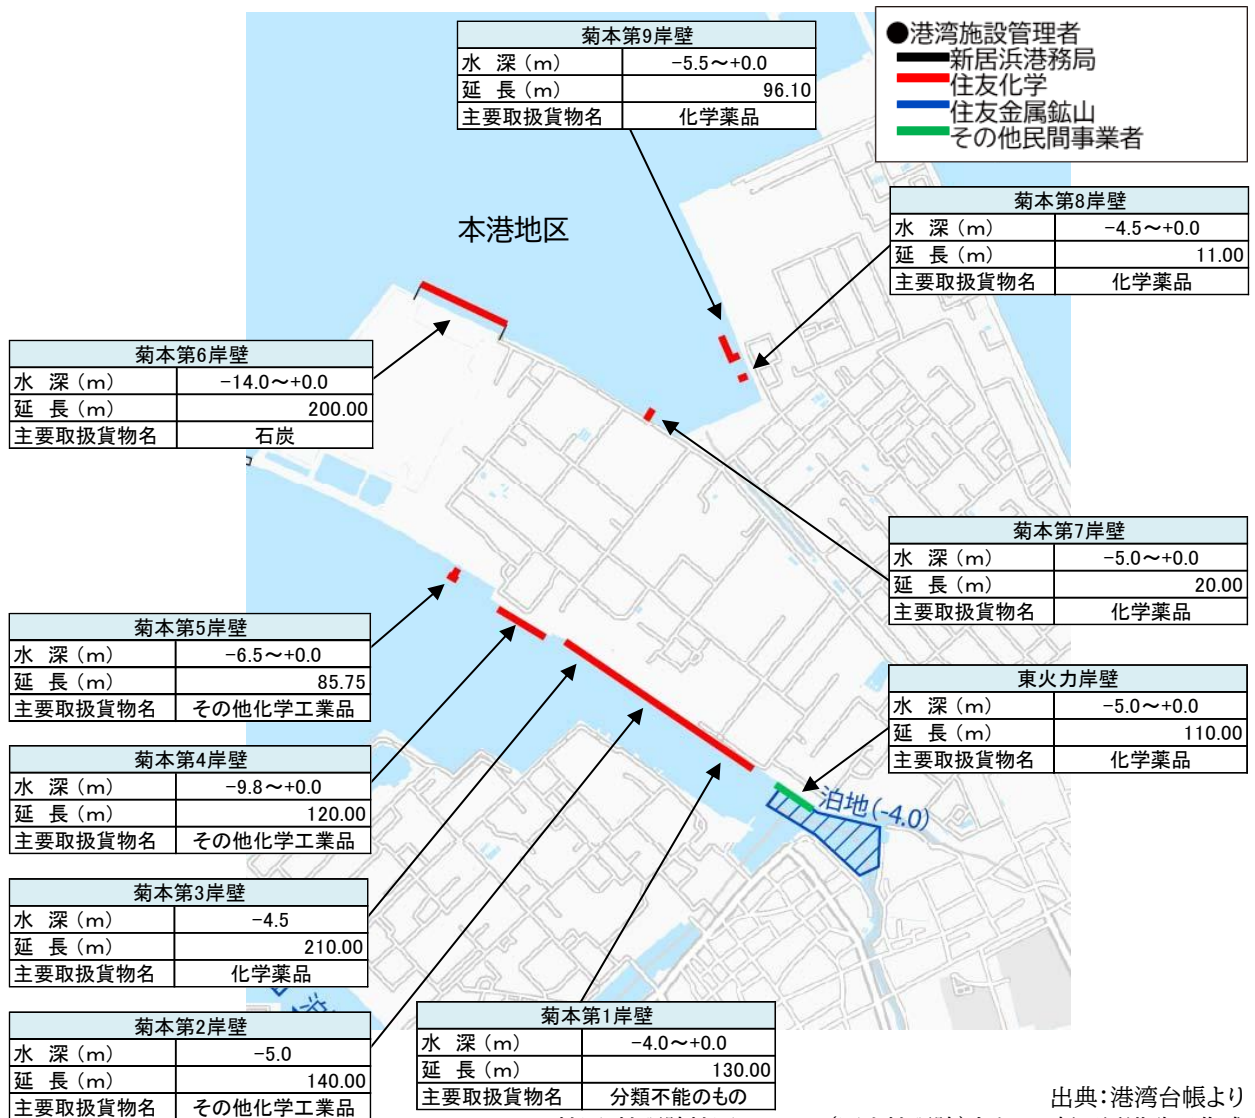 菊本第9岸壁
水 深(m) -5.5~+0.0
延 長(m) 96.10
主要取扱貨物名 化学薬品
●港湾施設管理者
新居浜港務局
住友化学
住友金属鉱山
その他民間事業者
菊本第8岸壁
水 深(m) -4.5~+0.0
延 長(m) 11.00
主要取扱貨物名 化学薬品
本港地区
菊本第6岸壁
水 深(m) -14.0~+0.0
延 長(m) 200.00
主要取扱貨物名 石炭
菊本第7岸壁
水 深(m) -5.0~+0.0
延 長(m) 20.00
主要取扱貨物名 化学薬品
菊本第5岸壁
水 深(m) -6.5~+0.0
延 長(m) 85.75
主要取扱貨物名 その他化学工業品
東火力岸壁
水 深(m) -5.0~+0.0
延 長(m) 110.00
主要取扱貨物名 化学薬品
菊本第4岸壁
水 深(m) -9.8~+0.0
延 長(m) 120.00
主要取扱貨物名 その他化学工業品
泊地(-4.0)
菊本第3岸壁
水 深(m) -4.5
延 長(m) 210.00
主要取扱貨物名 化学薬品
菊本第2岸壁
水 深(m) -5.0
延 長(m) 140.00
主要取扱貨物名 その他化学工業品
菊本第1岸壁
水 深(m) -4.0~+0.0
延 長(m) 130.00
主要取扱貨物名 分類不能のもの
出典:港湾台帳より